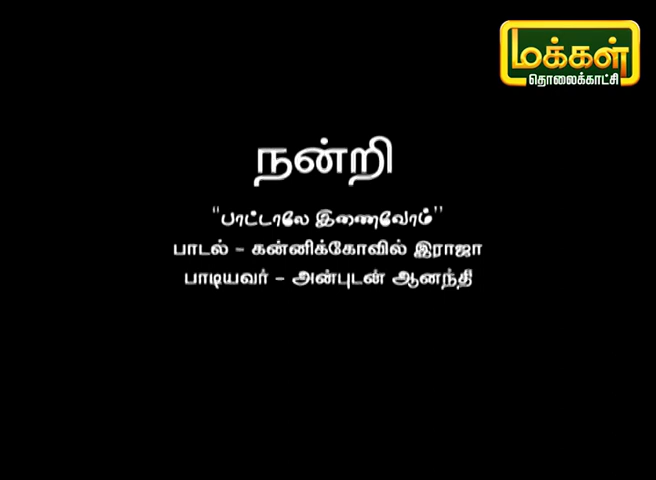 மக்கள்
தொலைக்காட்சி
நன்றி
"பாட்டாலே இணைவோம்"
பாடல் - கன்னிக்கோவில் இராஜா
பாடியவர் - அன்புடன் ஆனந்தி